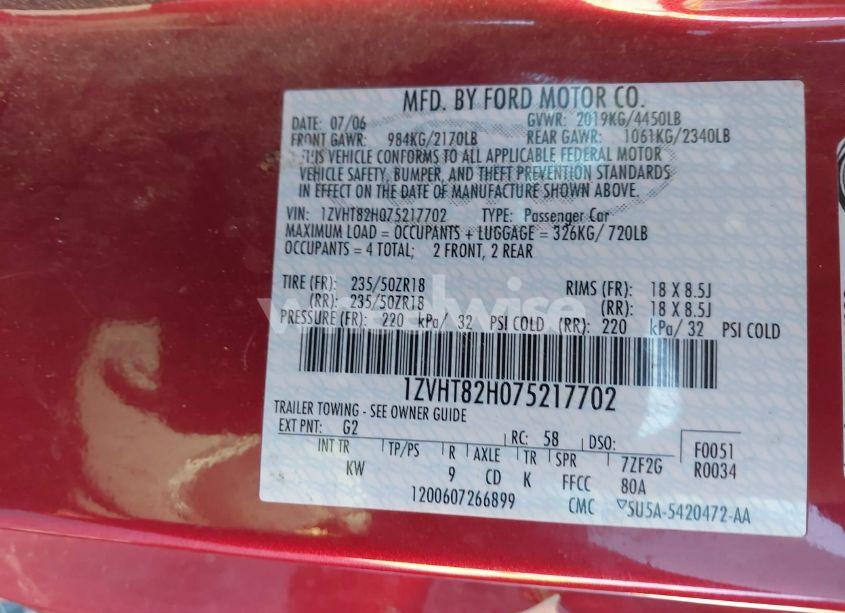 MFD. BY FORD MOTOR CO.
DATE: 07/06 GVWR: 2019KG/4450LB
FRONT GAWR: 984KG/2170LB REAR GAWR: 1061KG/2340LB
THIS VEHICLE CONFORMS TO ALL APPLICABLE FEDERAL MOTOR
VEHICLE SAFETY, BUMPER, AND THEFT PREVENTION STANDARDS
IN EFFECT ON THE DATE OF MANUFACTURE SHOWN ABOVE.
VIN: 1ZVHT82H075217702 TYPE: Passenger Car
MAXIMUM LOAD = OCCUPANTS + LUGGAGE = 326KG/ 720LB
OCCUPANTS = 4 TOTAL; 2 FRONT, 2 REAR
TIRE (FR): 235/50ZR18 RIMS (FR): 18 X 8.5J
(RR): 235/50ZR18 (RR): 18 X 8.5J
PRESSURE (FR): 220 kPa/ 32 PSI COLD (RR): 220 kPa/ 32 PSI COLD
1ZVHT82H075217702
TRAILER TOWING - SEE OWNER GUIDE
EXT PNT: G2 RC: 58 DSO: F0051
INT TR TP/PS R AXLE TR SPR 7ZF2G R0034
KW 9 CD K FFCC 80A
1200607266899 CMC 5U5A-5420472-AA